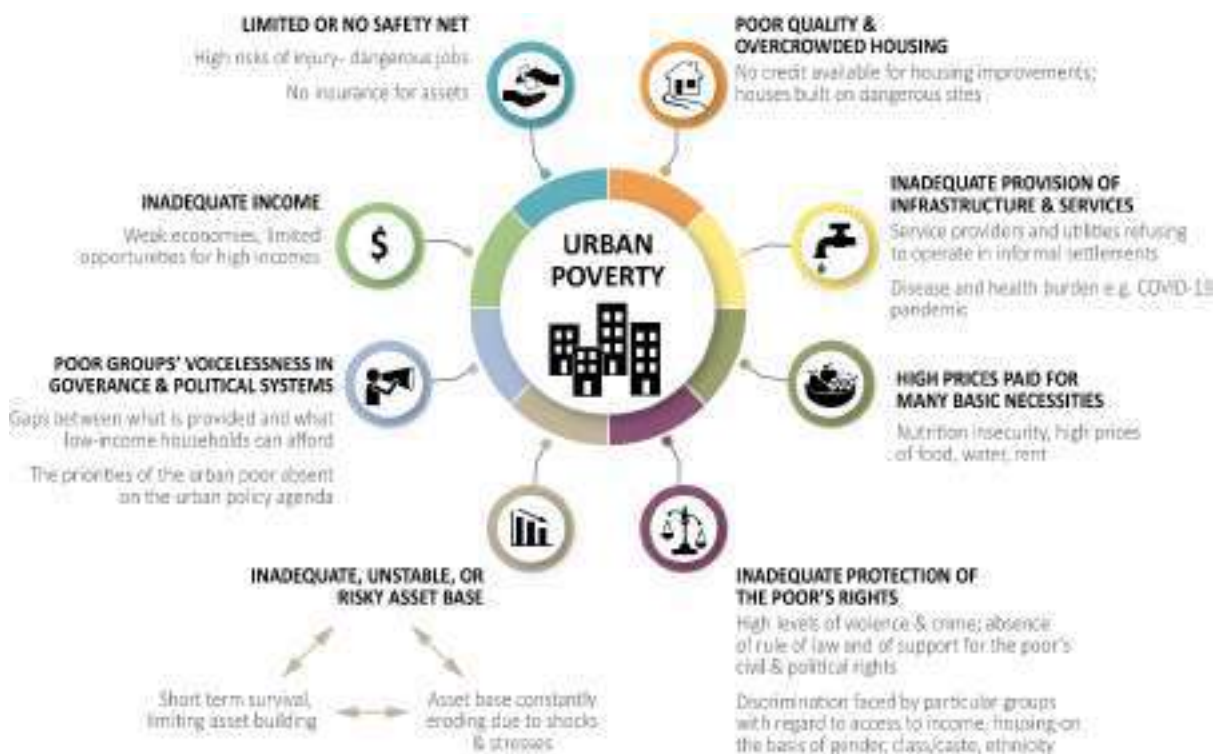 LIMITED OR NO SAFETY NET
High risks of injury- dangerous jobs
No insurance for assets
POOR QUALITY &
OVERCROWDED HOUSING
No credit available for housing improvements;
houses built on dangerous sites
INADEQUATE INCOME
Weak economies, limited
opportunities for high incomes
$
URBAN
POVERTY
INADEQUATE PROVISION OF
INFRASTRUCTURE & SERVICES
Service providers and utilities refusing
to operate in informal settlements
Disease and health burden e.g. COVID-19
pandemic
POOR GROUPS' VOICELESSNESS IN
GOVERANCE & POLITICAL SYSTEMS
Gaps between what is provided and what
low-income households can afford
The priorities of the urban poor absent
on the urban policy agenda
HIGH PRICES PAID FOR
MANY BASIC NECESSITIES
Nutrition insecurity, high prices
of food, water, rent
INADEQUATE, UNSTABLE, OR
RISKY ASSET BASE
Short term survival,
limiting asset building
Asset base constantly
eroding due to shocks
& stresses
INADEQUATE PROTECTION OF
THE POOR'S RIGHTS
High levels of violence & crime; absence
of rule of law and of support for the poor's
civil & political rights
Discrimination faced by particular groups
with regard to access to income, housing-on
the basis of gender, class/caste, ethnicity